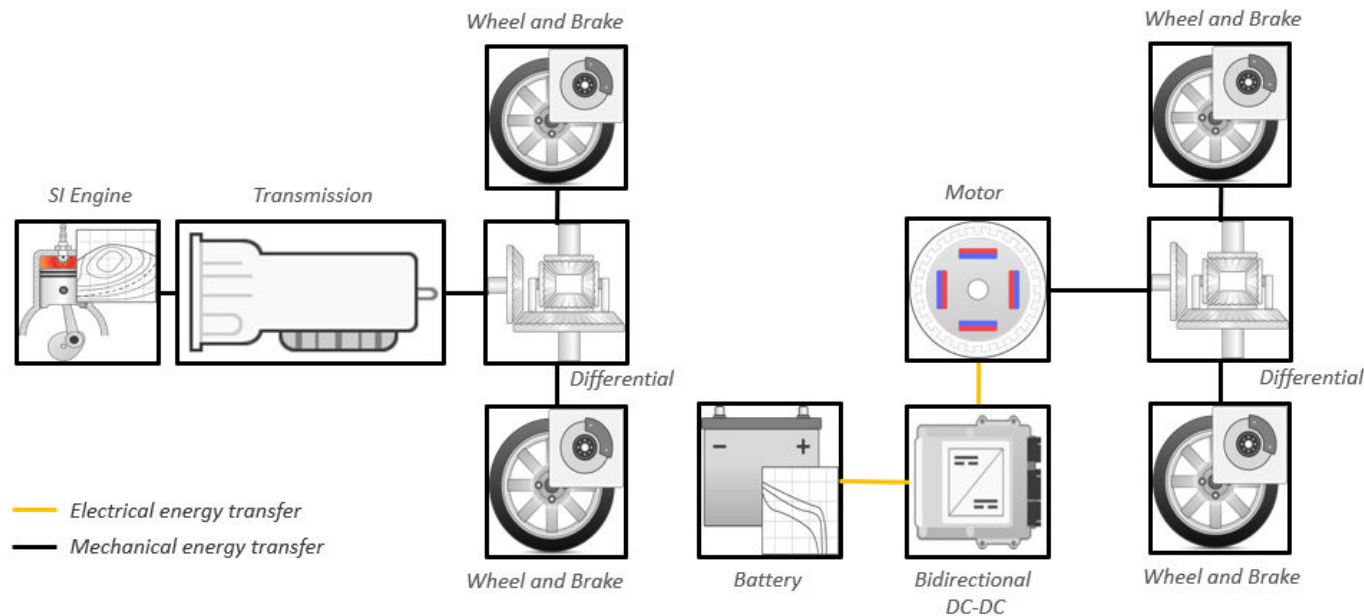 Wheel and Brake
Wheel and Brake
SI Engine
Transmission
Motor
Differential
Differential
− +
Electrical energy transfer
Mechanical energy transfer
Wheel and Brake
Battery
Bidirectional
DC-DC
Wheel and Brake